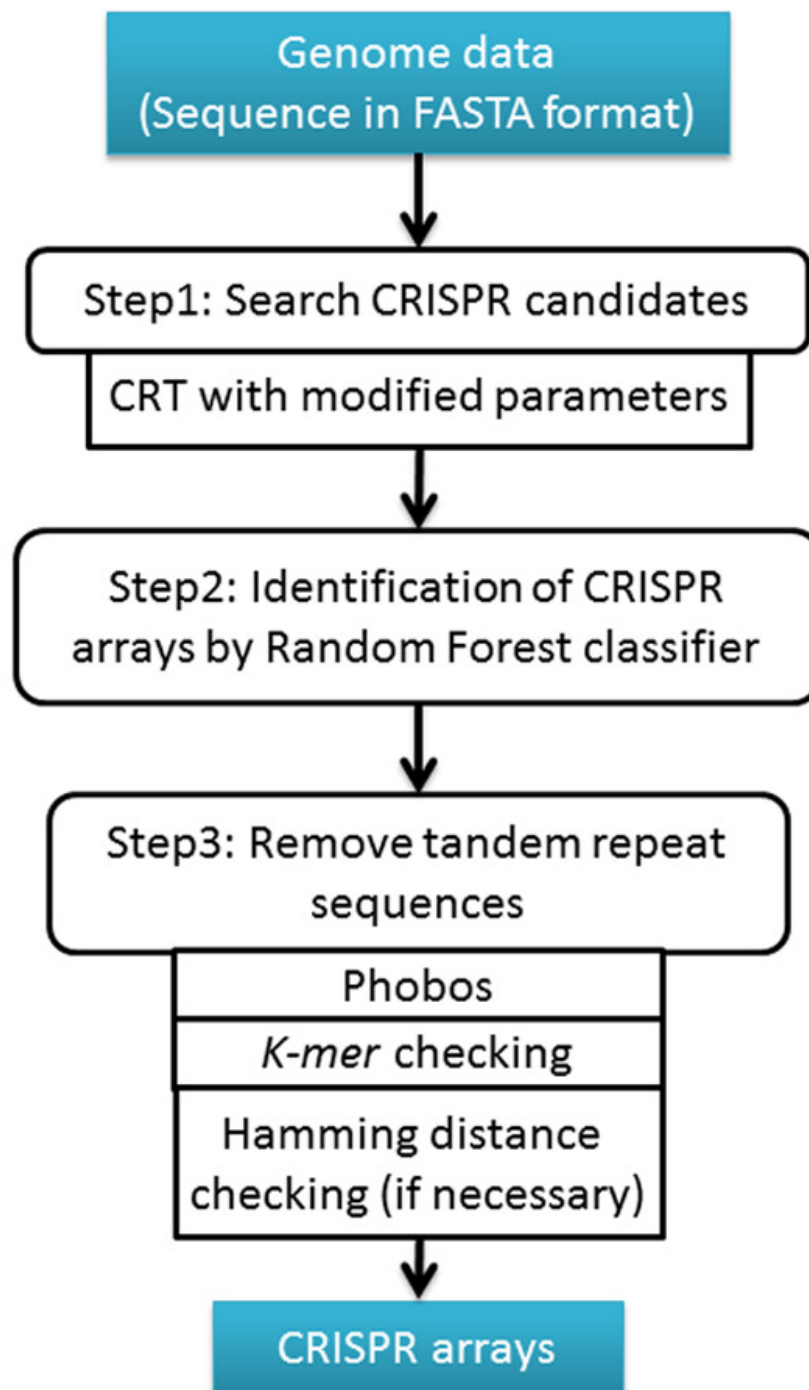 Genome data
(Sequence in FASTA format)
Step1: Search CRISPR candidates
CRT with modified parameters
Step2: Identification of CRISPR
arrays by Random Forest classifier
Step3: Remove tandem repeat
sequences
Phobos
K-mer checking
Hamming distance
checking (if necessary)
CRISPR arrays